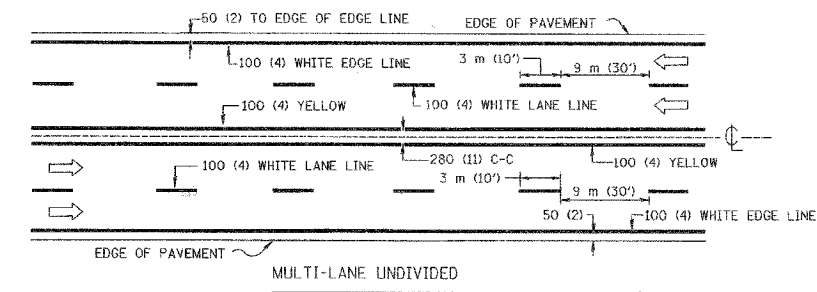 50 (2) TO EDGE OF EDGE LINE
EDGE OF PAVEMENT
100 (4) WHITE EDGE LINE
3 m (10')
9 m (30')
100 (4) YELLOW
100 (4) WHITE LANE LINE
℄
100 (4) WHITE LANE LINE
280 (11) C-C
100 (4) YELLOW
3 m (10')
9 m (30')
50 (2)
100 (4) WHITE EDGE LINE
EDGE OF PAVEMENT
MULTI-LANE UNDIVIDED